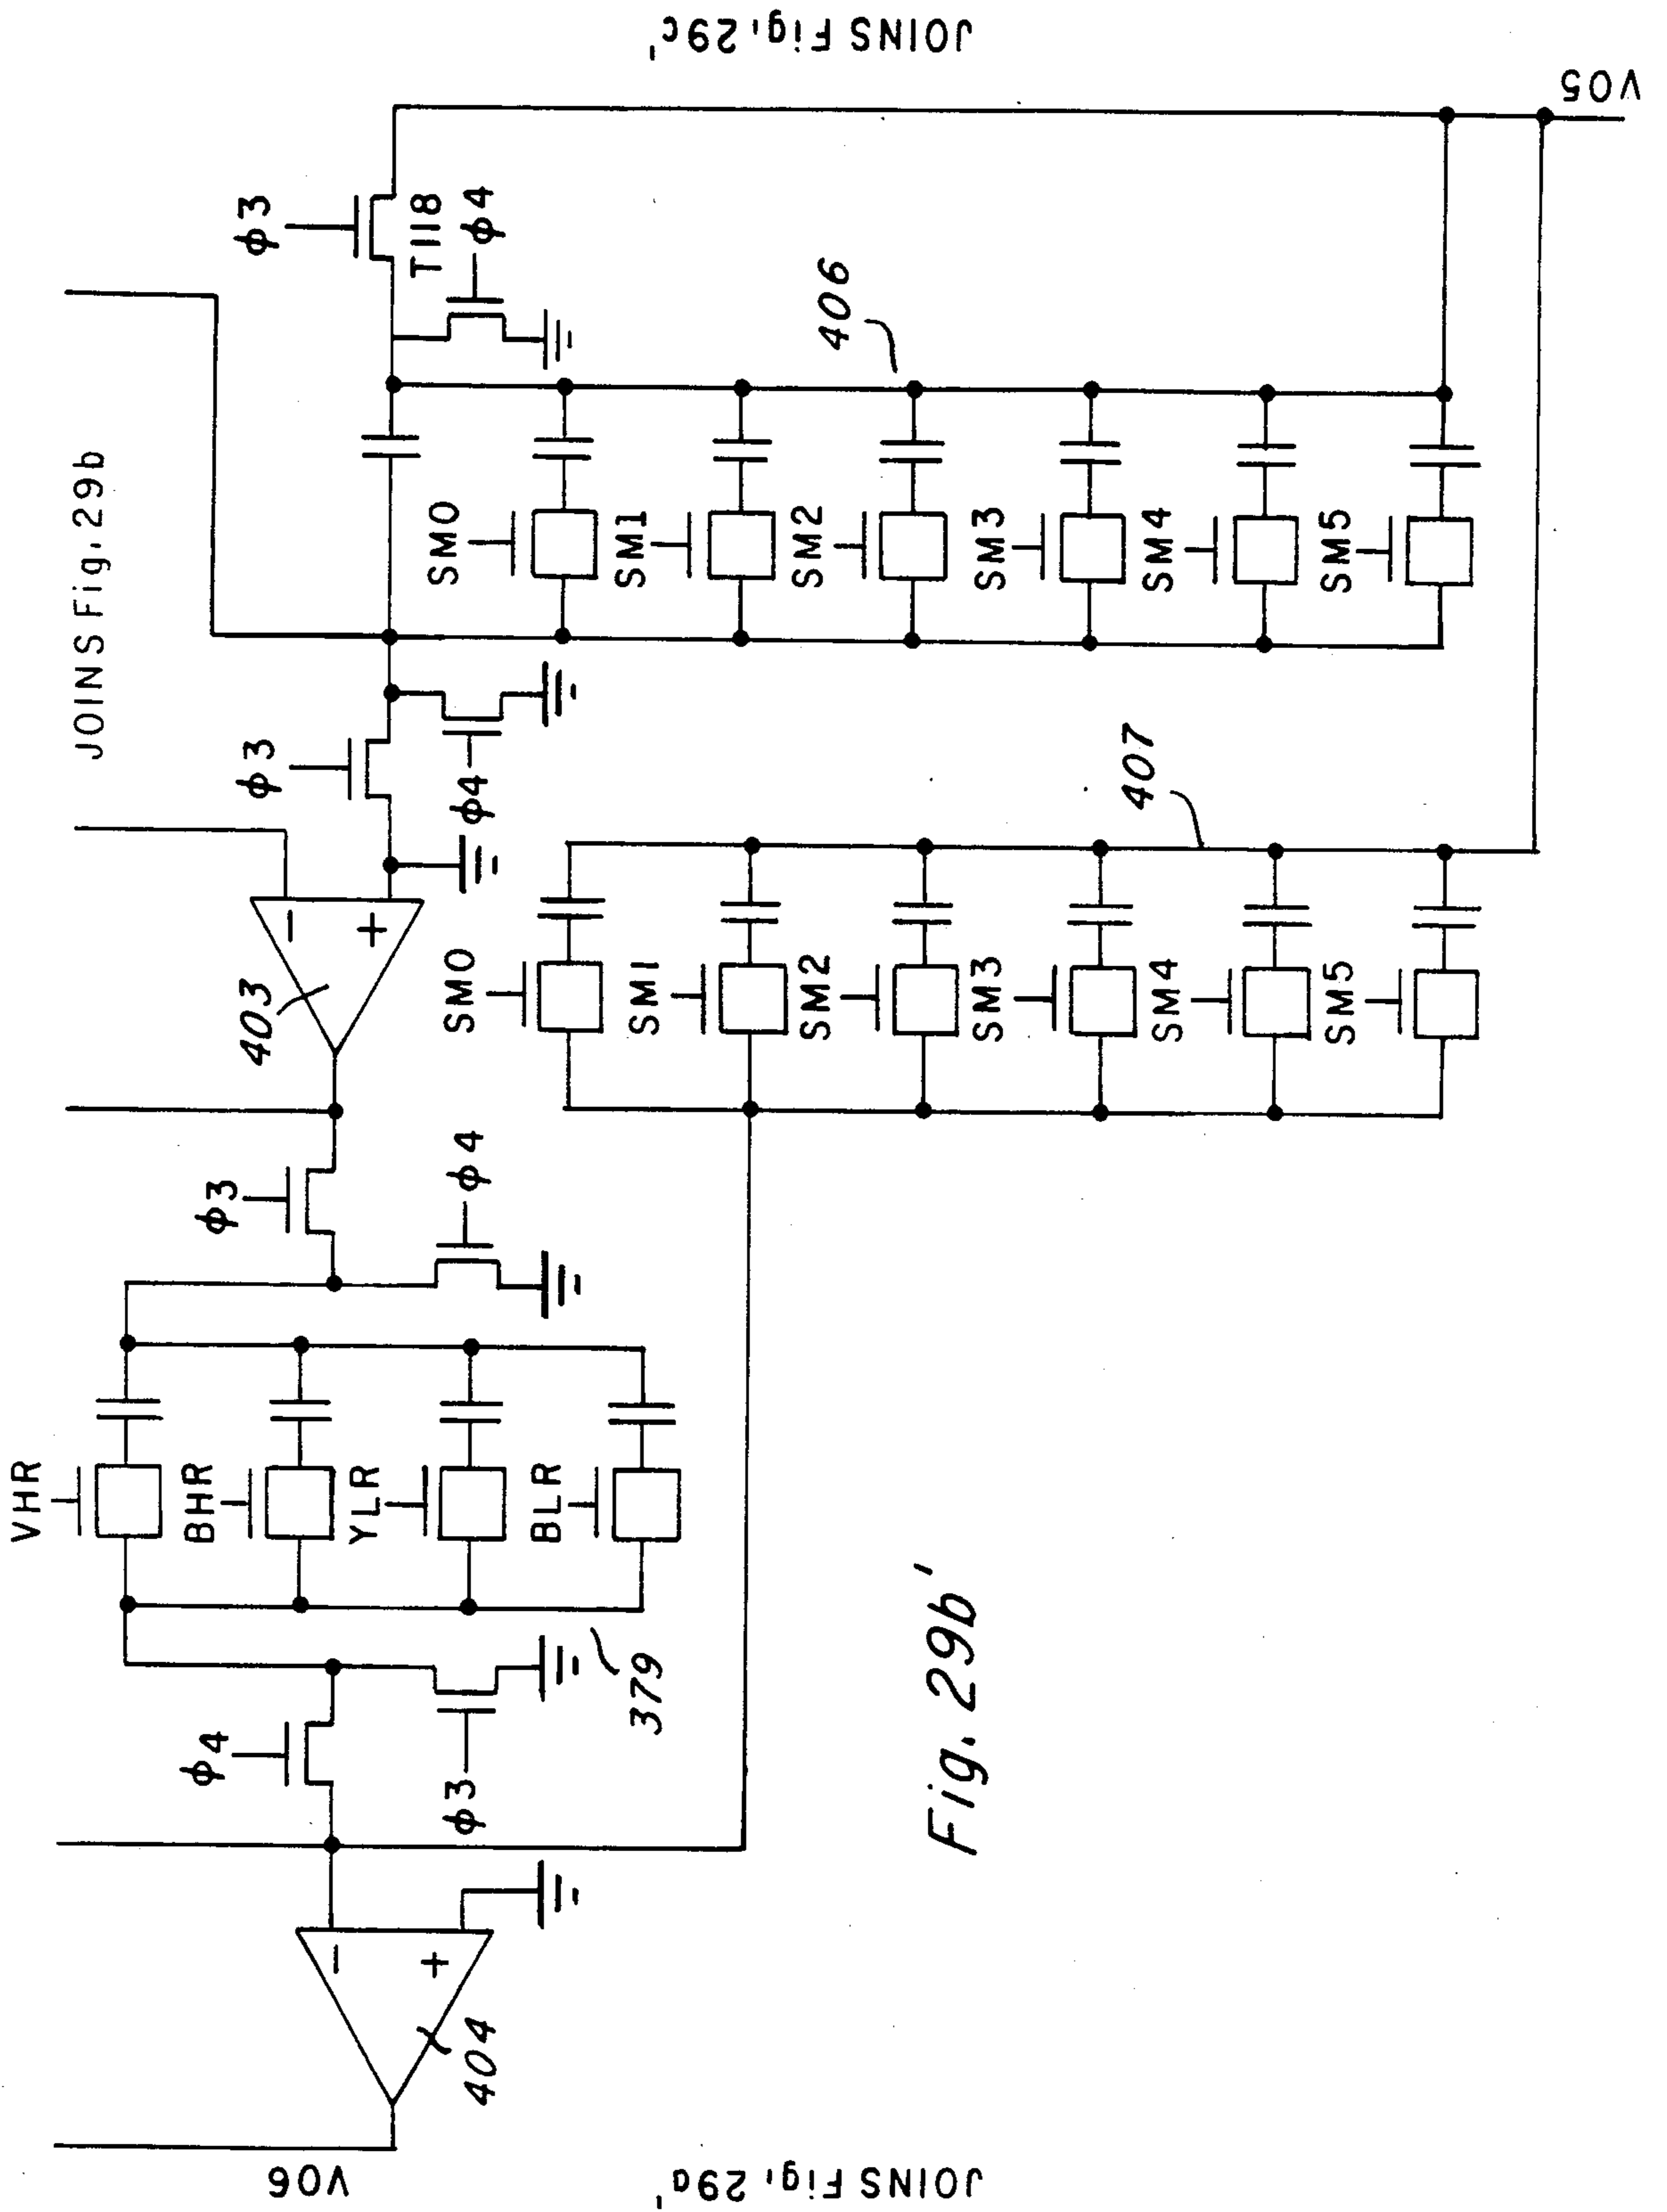 JOINS Fig. 29c'
VO5
JOINS Fig. 29b
φ3
T118
φ4
406
SM0
SM1
SM2
SM3
SM4
SM5
φ3
φ4
407
403
−
+
SM0
SM1
SM2
SM3
SM4
SM5
φ3
φ4
VHR
BHR
YLR
BLR
379
φ4
φ3
404
−
+
VO6
JOINS Fig. 29a'
Fig. 29b'